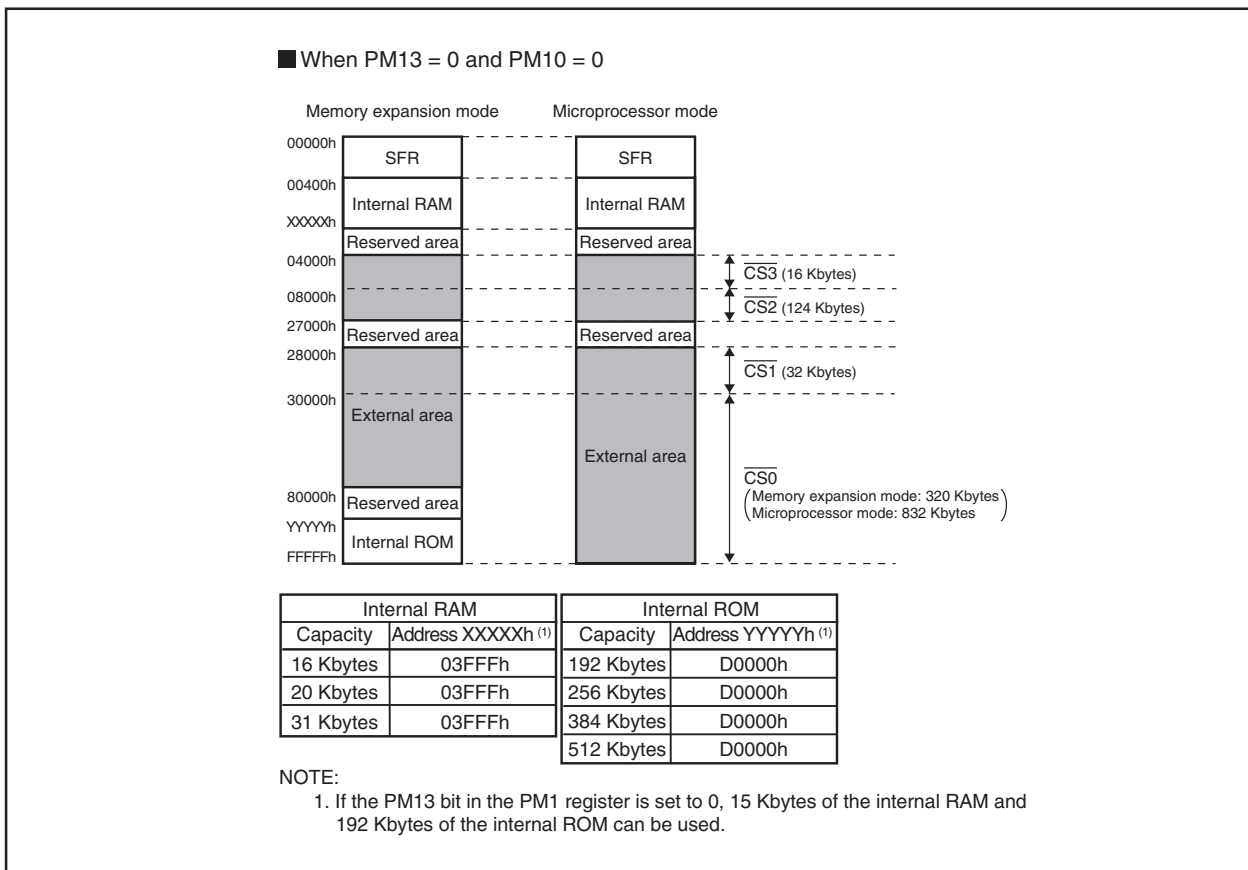 ■ When PM13 = 0 and PM10 = 0
Memory expansion mode
Microprocessor mode
00000h
SFR
SFR
00400h
Internal RAM
Internal RAM
XXXXXh
Reserved area
Reserved area
04000h
CS3 (16 Kbytes)
08000h
CS2 (124 Kbytes)
27000h
Reserved area
Reserved area
28000h
CS1 (32 Kbytes)
30000h
External area
External area
CS0
(Memory expansion mode: 320 Kbytes
Microprocessor mode: 832 Kbytes)
80000h
Reserved area
YYYYYh
Internal ROM
FFFFFh
Internal RAM
Capacity Address XXXXXh (1)
16 Kbytes 03FFFh
20 Kbytes 03FFFh
31 Kbytes 03FFFh
Internal ROM
Capacity Address YYYYYh (1)
192 Kbytes D0000h
256 Kbytes D0000h
384 Kbytes D0000h
512 Kbytes D0000h
NOTE:
1. If the PM13 bit in the PM1 register is set to 0, 15 Kbytes of the internal RAM and
192 Kbytes of the internal ROM can be used.